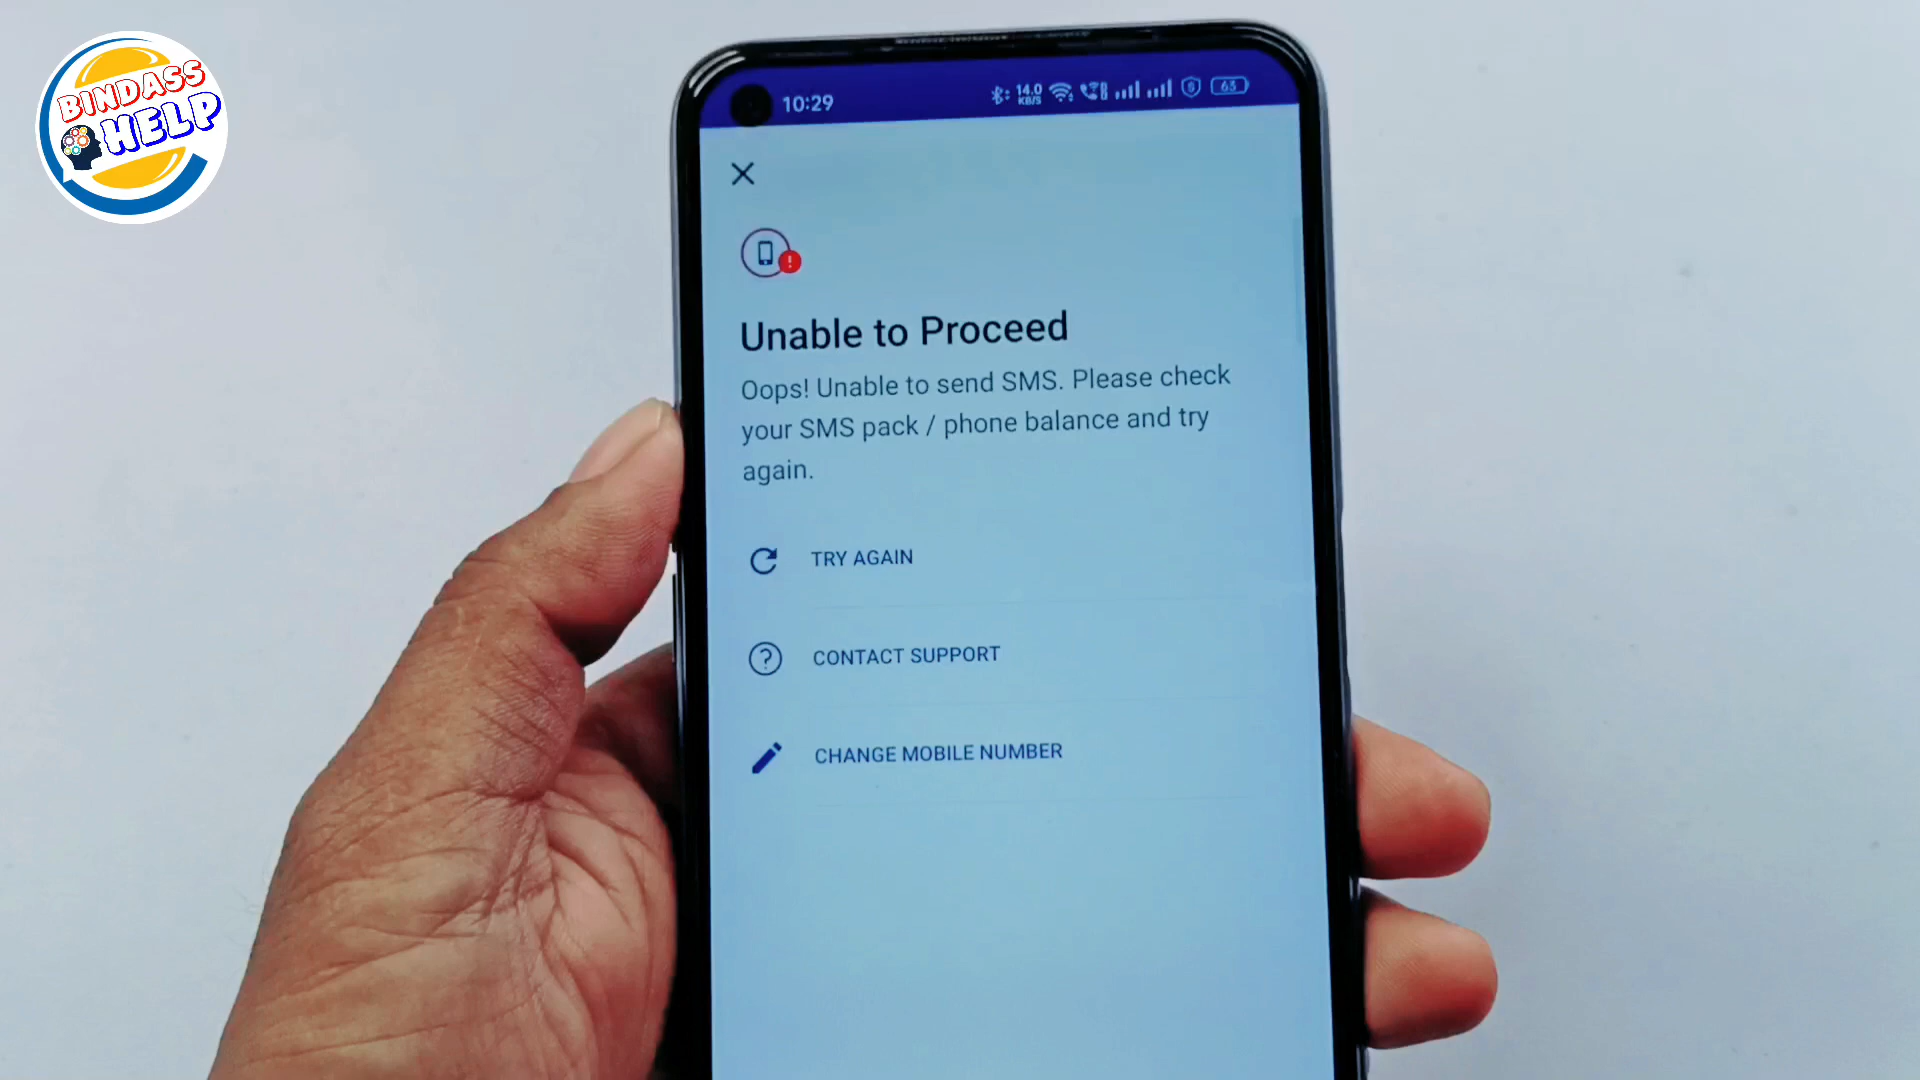 BINDASS
HELP
10:29
14.0
KB/S
63
Unable to Proceed
Oops! Unable to send SMS. Please check
your SMS pack / phone balance and try
again.
TRY AGAIN
CONTACT SUPPORT
CHANGE MOBILE NUMBER